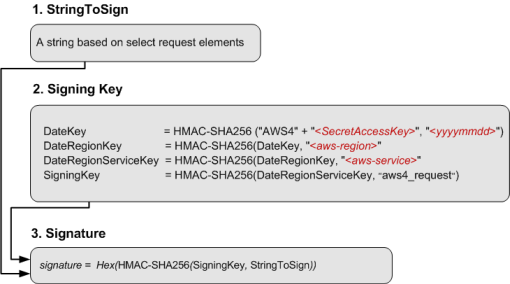 1. StringToSign
A string based on select request elements
2. Signing Key
DateKey = HMAC-SHA256 ("AWS4" + "<SecretAccessKey>", "<yyyymmdd>")
DateRegionKey = HMAC-SHA256(DateKey, "<aws-region>"
DateRegionServiceKey = HMAC-SHA256(DateRegionKey, "<aws-service>"
SigningKey = HMAC-SHA256(DateRegionServiceKey, "aws4_request")
3. Signature
signature = Hex(HMAC-SHA256(SigningKey, StringToSign))